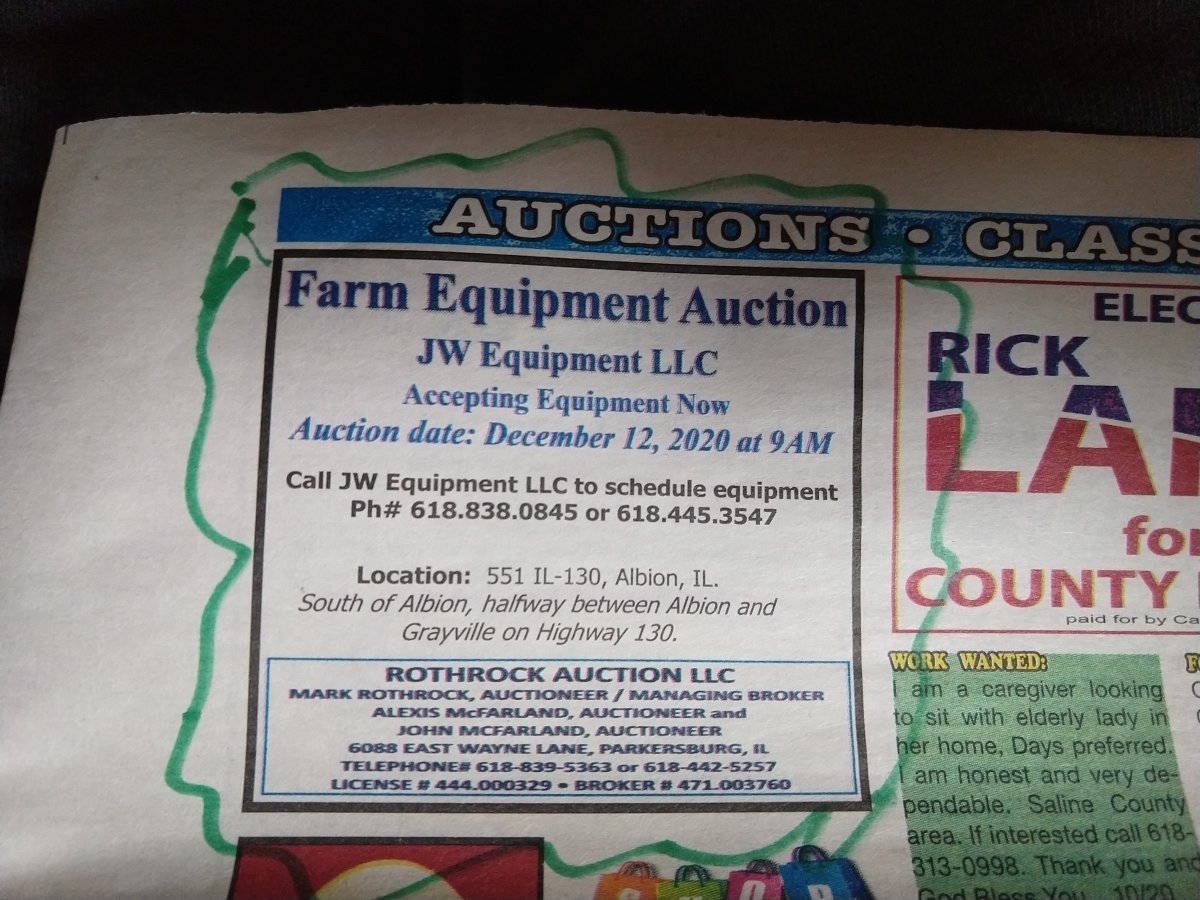 AUCTIONS • CLASS
Farm Equipment Auction
JW Equipment LLC
Accepting Equipment Now
Auction date: December 12, 2020 at 9AM
Call JW Equipment LLC to schedule equipment
Ph# 618.838.0845 or 618.445.3547
Location: 551 IL-130, Albion, IL.
South of Albion, halfway between Albion and
Grayville on Highway 130.
ROTHROCK AUCTION LLC
MARK ROTHROCK, AUCTIONEER / MANAGING BROKER
ALEXIS McFARLAND, AUCTIONEER and
JOHN MCFARLAND, AUCTIONEER
6088 EAST WAYNE LANE, PARKERSBURG, IL
TELEPHONE# 618-839-5363 or 618-442-5257
LICENSE # 444.000329 • BROKER # 471.003760
ELEC
RICK
LA
for
COUNTY
paid for by Ca
WORK WANTED:
I am a caregiver looking
to sit with elderly lady in
her home, Days preferred.
I am honest and very de-
pendable. Saline County
area. If interested call 618-
313-0998. Thank you and
God Bless You 10/20